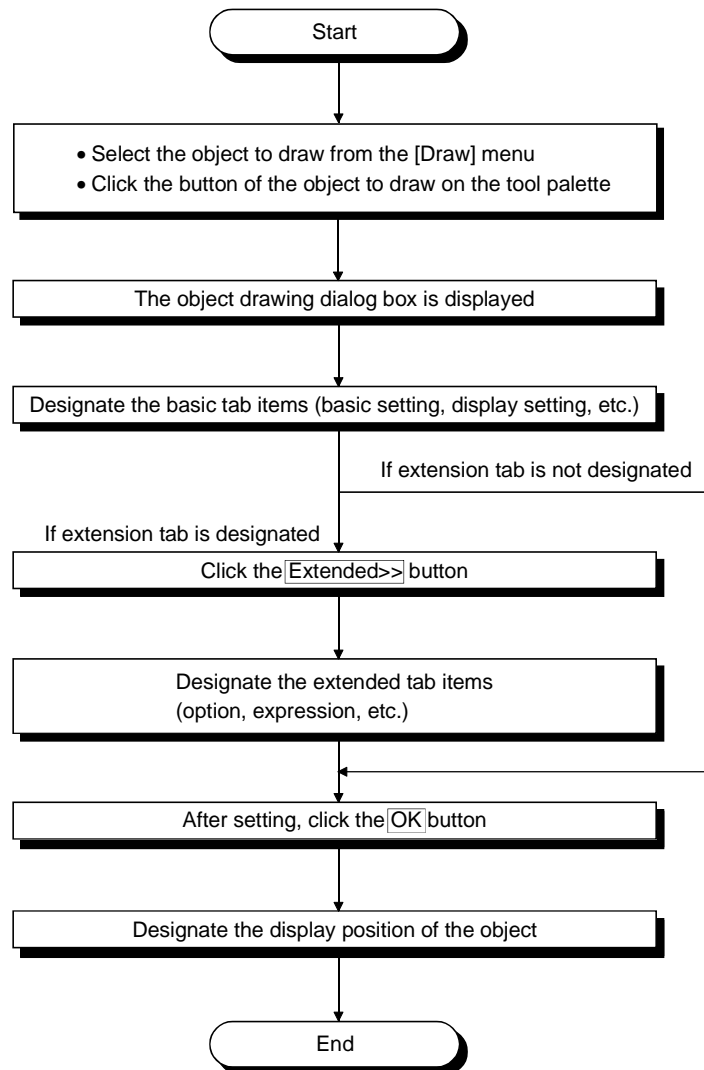 Start
• Select the object to draw from the [Draw] menu
• Click the button of the object to draw on the tool palette
The object drawing dialog box is displayed
Designate the basic tab items (basic setting, display setting, etc.)
If extension tab is not designated
If extension tab is designated
Click the Extended>> button
Designate the extended tab items
(option, expression, etc.)
After setting, click the OK button
Designate the display position of the object
End